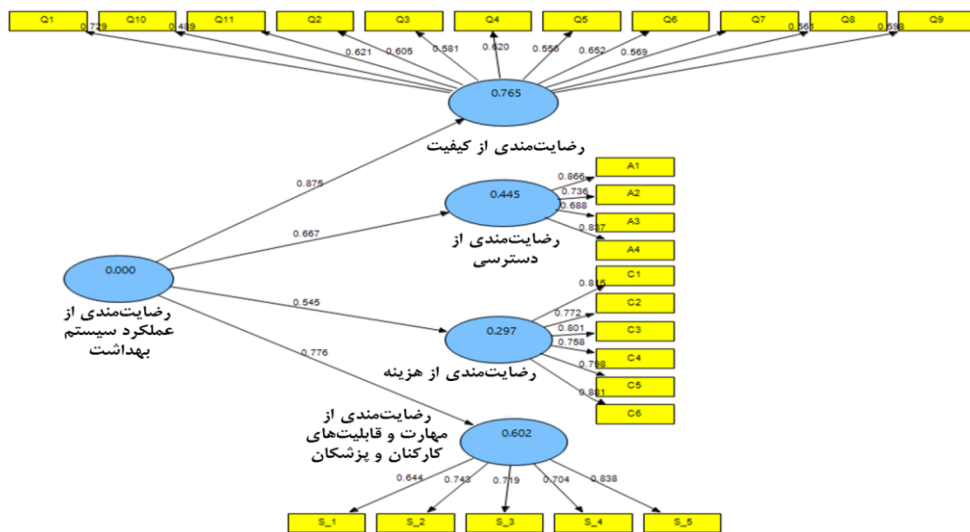 Q1 Q10 Q11 Q2 Q3 Q4 Q5 Q6 Q7 Q8 Q9
0.729 0.489 0.621 0.605 0.581 0.620 0.556 0.652 0.569 0.561 0.598
0.765
رضایت‌مندی از کیفیت
0.875
A1
0.866
A2
0.736
0.445
0.688
A3
0.667
0.837
رضایت‌مندی از
دسترسی
A4
0.000
C1
0.815
رضایت‌مندی از
عملکرد سیستم
بهداشت
0.545
C2
0.772
0.297
0.801
C3
0.758
C4
0.776
رضایت‌مندی از هزینه
0.798
C5
0.881
C6
رضایت‌مندی از
مهارت و قابلیت‌های
کارکنان و پزشکان
0.602
0.644 0.743 0.719 0.704 0.838
S_1 S_2 S_3 S_4 S_5